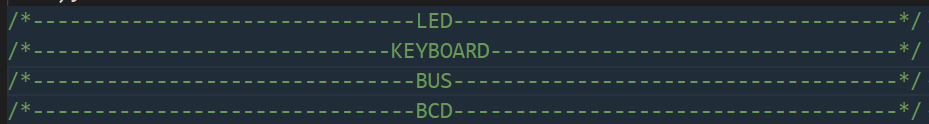 /*------------------------------LED-----------------------------------*/
/*----------------------------KEYBOARD--------------------------------*/
/*------------------------------BUS-----------------------------------*/
/*------------------------------BCD-----------------------------------*/